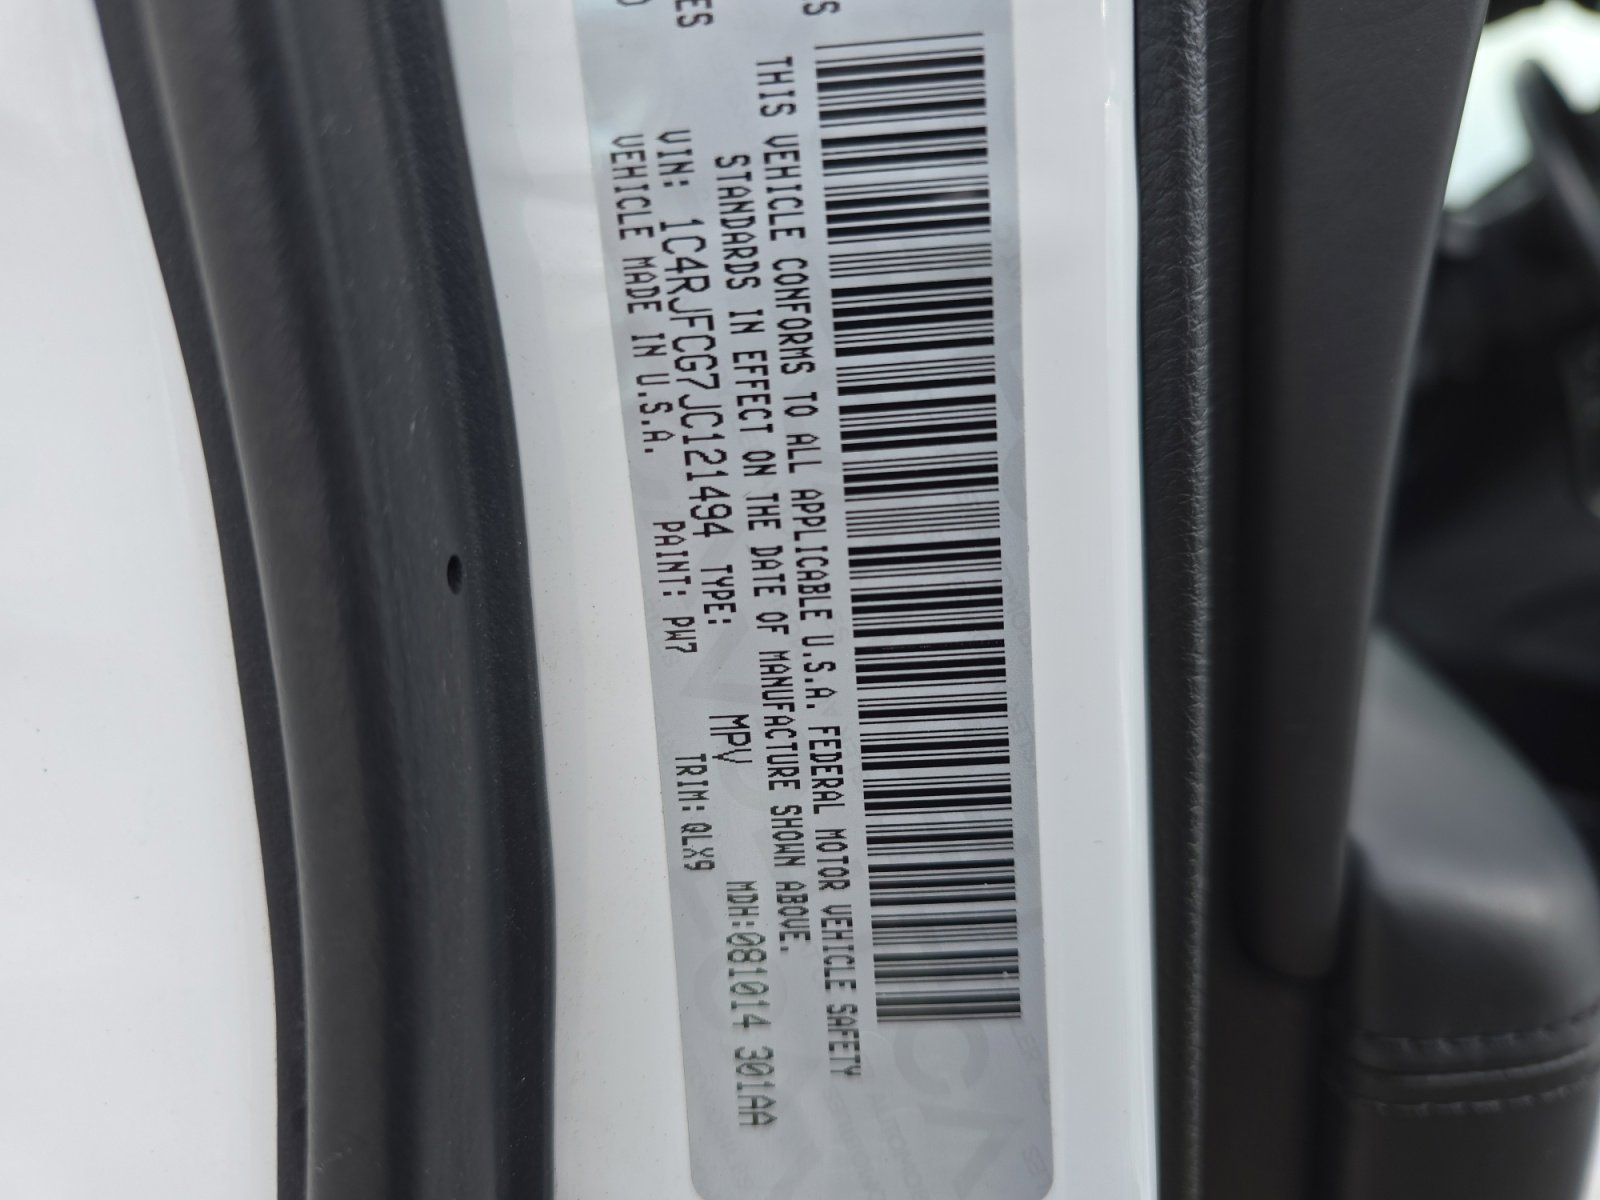 THIS VEHICLE CONFORMS TO ALL APPLICABLE U.S.A. FEDERAL MOTOR VEHICLE SAFETY
STANDARDS IN EFFECT ON THE DATE OF MANUFACTURE SHOWN ABOVE.
VIN: 1C4RJFCG7JC121494 TYPE: MPV MDH:081014 301AA
VEHICLE MADE IN U.S.A. PAINT: PW7 TRIM:QLX9